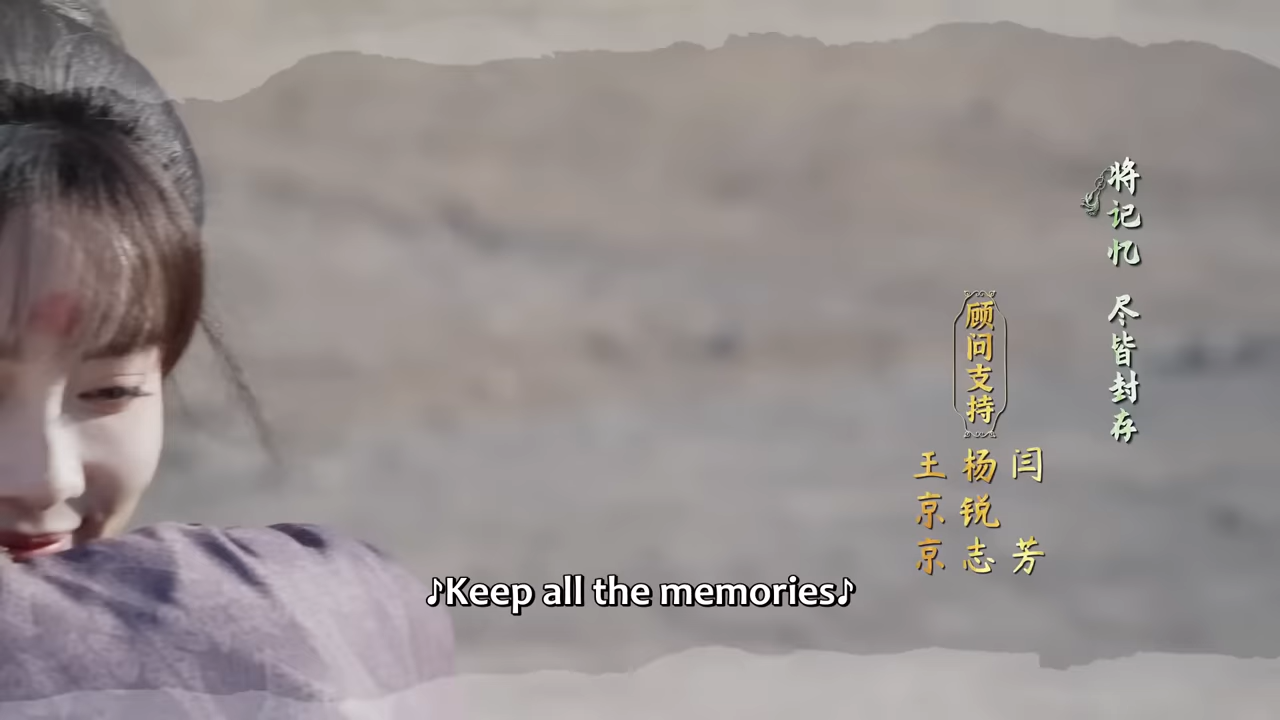 将记忆 尽皆封存
顾问支持
闫芳
杨锐志
王京京
♪Keep all the memories♪